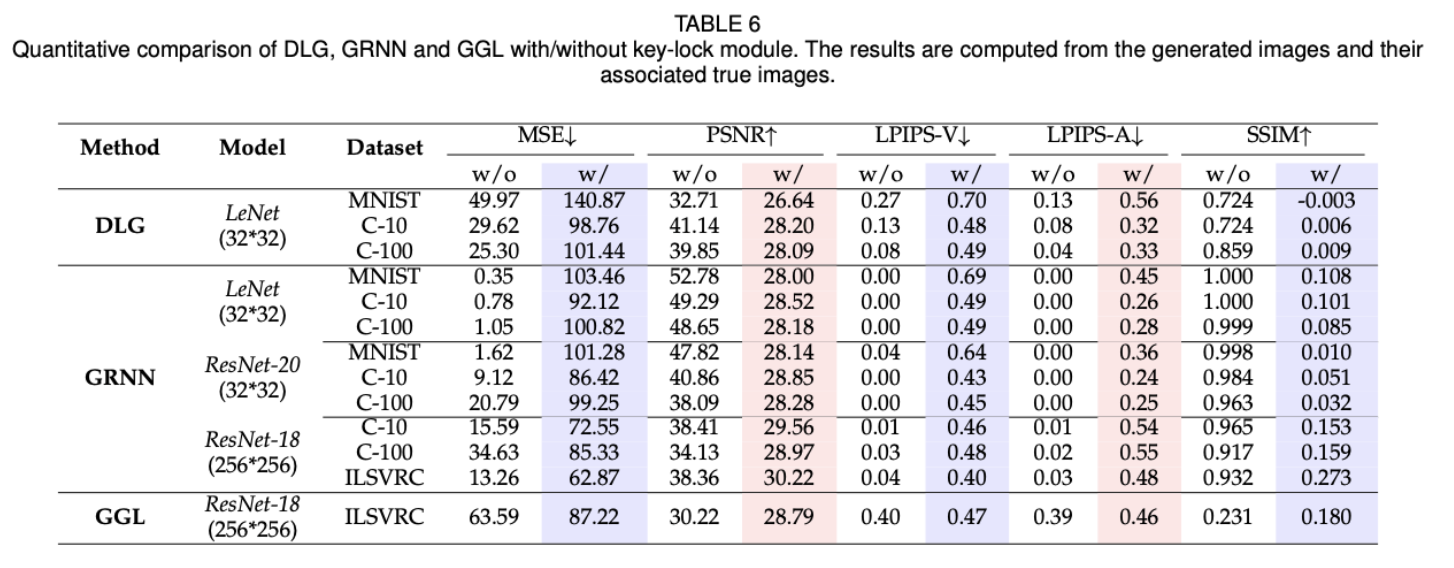 TABLE 6
Quantitative comparison of DLG, GRNN and GGL with/without key-lock module. The results are computed from the generated images and their
associated true images.
Method Model Dataset MSE↓ PSNR↑ LPIPS-V↓ LPIPS-A↓ SSIM↑
w/o w/ w/o w/ w/o w/ w/o w/ w/o w/
DLG LeNet (32*32) MNIST 49.97 140.87 32.71 26.64 0.27 0.70 0.13 0.56 0.724 -0.003
C-10 29.62 98.76 41.14 28.20 0.13 0.48 0.08 0.32 0.724 0.006
C-100 25.30 101.44 39.85 28.09 0.08 0.49 0.04 0.33 0.859 0.009
GRNN LeNet (32*32) MNIST 0.35 103.46 52.78 28.00 0.00 0.69 0.00 0.45 1.000 0.108
C-10 0.78 92.12 49.29 28.52 0.00 0.49 0.00 0.26 1.000 0.101
C-100 1.05 100.82 48.65 28.18 0.00 0.49 0.00 0.28 0.999 0.085
ResNet-20 (32*32) MNIST 1.62 101.28 47.82 28.14 0.04 0.64 0.00 0.36 0.998 0.010
C-10 9.12 86.42 40.86 28.85 0.00 0.43 0.00 0.24 0.984 0.051
C-100 20.79 99.25 38.09 28.28 0.00 0.45 0.00 0.25 0.963 0.032
ResNet-18 (256*256) C-10 15.59 72.55 38.41 29.56 0.01 0.46 0.01 0.54 0.965 0.153
C-100 34.63 85.33 34.13 28.97 0.03 0.48 0.02 0.55 0.917 0.159
ILSVRC 13.26 62.87 38.36 30.22 0.04 0.40 0.03 0.48 0.932 0.273
GGL ResNet-18 (256*256) ILSVRC 63.59 87.22 30.22 28.79 0.40 0.47 0.39 0.46 0.231 0.180